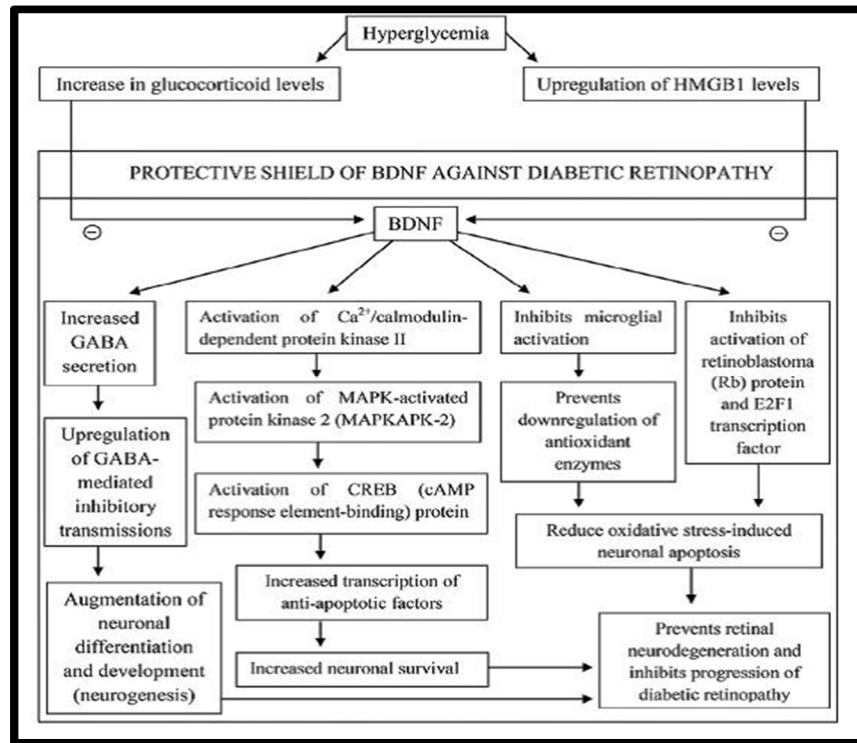 Hyperglycemia
Increase in glucocorticoid levels
Upregulation of HMGB1 levels
PROTECTIVE SHIELD OF BDNF AGAINST DIABETIC RETINOPATHY
BDNF
Increased
GABA
secretion
Upregulation
of GABA-
mediated
inhibitory
transmissions
Augmentation of
neuronal
differentiation
and development
(neurogenesis)
Activation of Ca²⁺/calmodulin-
dependent protein kinase II
Activation of MAPK-activated
protein kinase 2 (MAPKAPK-2)
Activation of CREB (cAMP
response element-binding) protein
Increased transcription of
anti-apoptotic factors
Increased neuronal survival
Inhibits microglial
activation
Prevents
downregulation of
antioxidant
enzymes
Inhibits
activation of
retinoblastoma
(Rb) protein
and E2F1
transcription
factor
Reduce oxidative stress-induced
neuronal apoptosis
Prevents retinal
neurodegeneration and
inhibits progression of
diabetic retinopathy